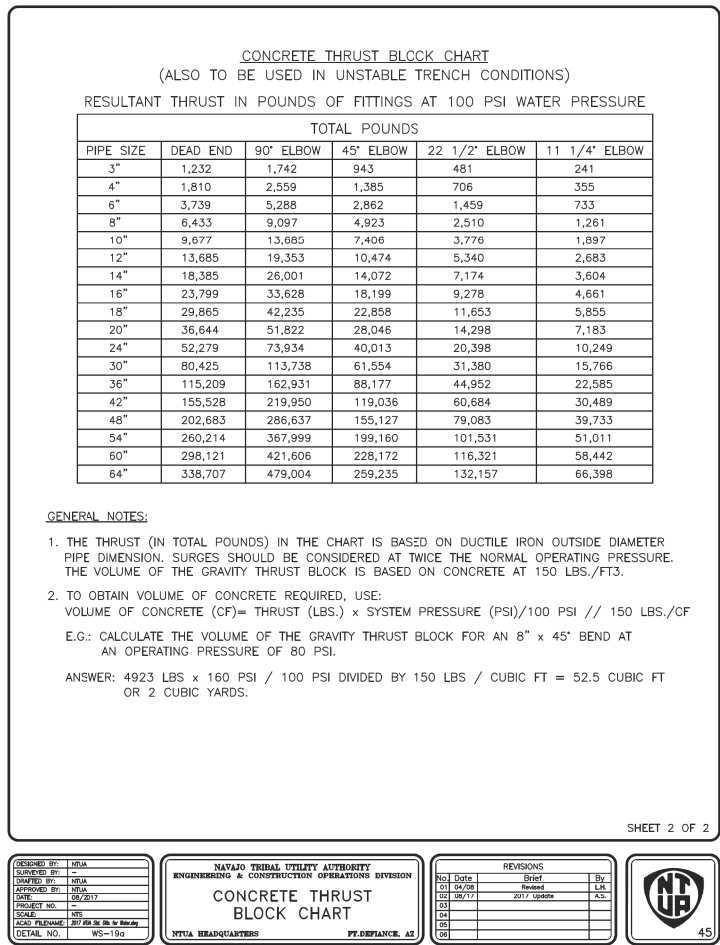 CONCRETE THRUST BLOCK CHART
(ALSO TO BE USED IN UNSTABLE TRENCH CONDITIONS)
RESULTANT THRUST IN POUNDS OF FITTINGS AT 100 PSI WATER PRESSURE
TOTAL POUNDS
PIPE SIZE DEAD END 90° ELBOW 45° ELBOW 22 1/2° ELBOW 11 1/4° ELBOW
3" 1,232 1,742 943 481 241
4" 1,810 2,559 1,385 706 355
6" 3,739 5,288 2,862 1,459 733
8" 6,433 9,097 4,923 2,510 1,261
10" 9,677 13,685 7,406 3,776 1,897
12" 13,685 19,353 10,474 5,340 2,683
14" 18,385 26,001 14,072 7,174 3,604
16" 23,799 33,628 18,199 9,278 4,661
18" 29,865 42,235 22,858 11,653 5,855
20" 36,644 51,822 28,046 14,298 7,183
24" 52,279 73,934 40,013 20,398 10,249
30" 80,425 113,738 61,554 31,380 15,766
36" 115,209 162,931 88,177 44,952 22,585
42" 155,528 219,950 119,036 60,684 30,489
48" 202,683 286,637 155,127 79,083 39,733
54" 260,214 367,999 199,160 101,531 51,011
60" 298,121 421,606 228,172 116,321 58,442
64" 338,707 479,004 259,235 132,157 66,398
GENERAL NOTES:
1. THE THRUST (IN TOTAL POUNDS) IN THE CHART IS BASED ON DUCTILE IRON OUTSIDE DIAMETER
PIPE DIMENSION. SURGES SHOULD BE CONSIDERED AT TWICE THE NORMAL OPERATING PRESSURE.
THE VOLUME OF THE GRAVITY THRUST BLOCK IS BASED ON CONCRETE AT 150 LBS./FT3.
2. TO OBTAIN VOLUME OF CONCRETE REQUIRED, USE:
VOLUME OF CONCRETE (CF)= THRUST (LBS.) x SYSTEM PRESSURE (PSI)/100 PSI // 150 LBS./CF
E.G.: CALCULATE THE VOLUME OF THE GRAVITY THRUST BLOCK FOR AN 8" x 45° BEND AT
AN OPERATING PRESSURE OF 80 PSI.
ANSWER: 4923 LBS x 160 PSI / 100 PSI DIVIDED BY 150 LBS / CUBIC FT = 52.5 CUBIC FT
OR 2 CUBIC YARDS.
SHEET 2 OF 2
DESIGNED BY: NTUA
SURVEYED BY: –
DRAFTED BY: NTUA
APPROVED BY: NTUA
DATE: 08/2017
PROJECT NO. –
SCALE: NTS
ACAD FILENAME: 2017 NTUA Std. Dtls. for Water.dwg
DETAIL NO. WS-19a
NAVAJO TRIBAL UTILITY AUTHORITY
ENGINEERING & CONSTRUCTION OPERATIONS DIVISION
CONCRETE THRUST
BLOCK CHART
NTUA HEADQUARTERS FT.DEFIANCE, AZ
REVISIONS
No. Date Brief By
01 04/08 Revised L.H.
02 08/17 2017 Update A.S.
03
04
05
06
NTUA
45